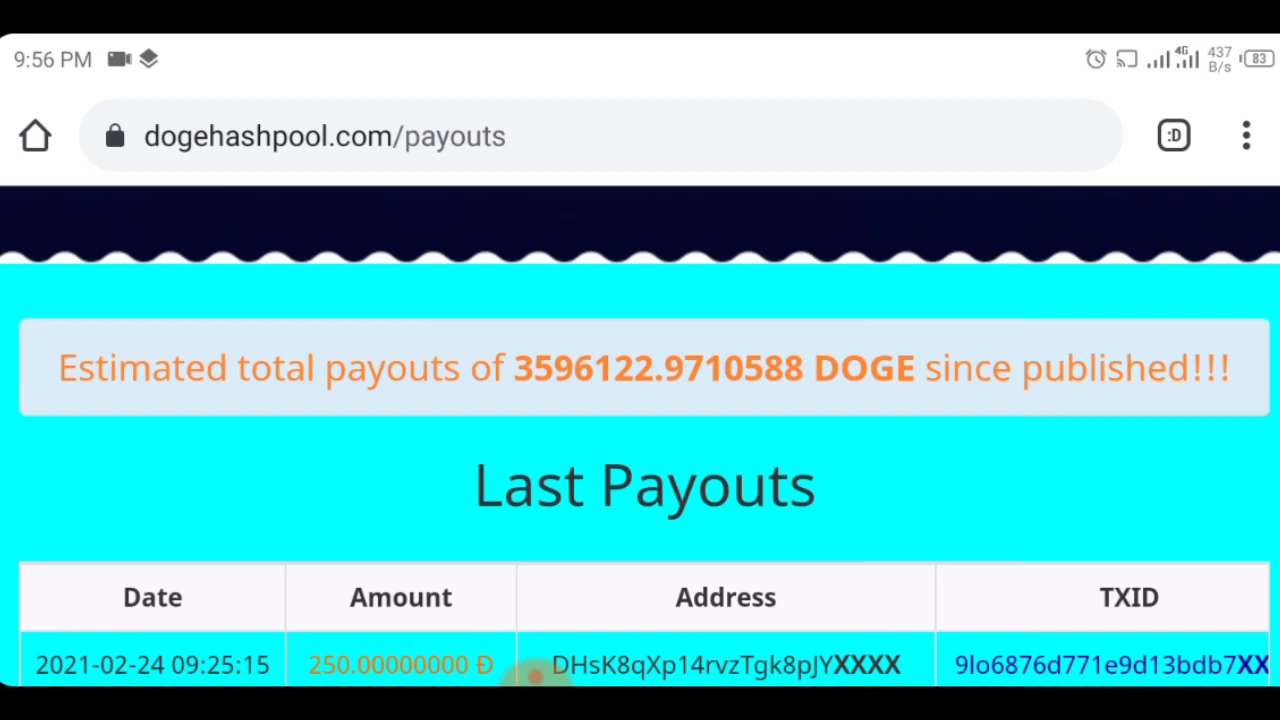 9:56 PM 4G 437 B/s 83
dogehashpool.com/payouts :D
Estimated total payouts of 3596122.9710588 DOGE since published!!!
Last Payouts
Date Amount Address TXID
2021-02-24 09:25:15 250.00000000 Ð DHsK8qXp14rvzTgk8pJYXXXX 9lo6876d771e9d13bdb7XX